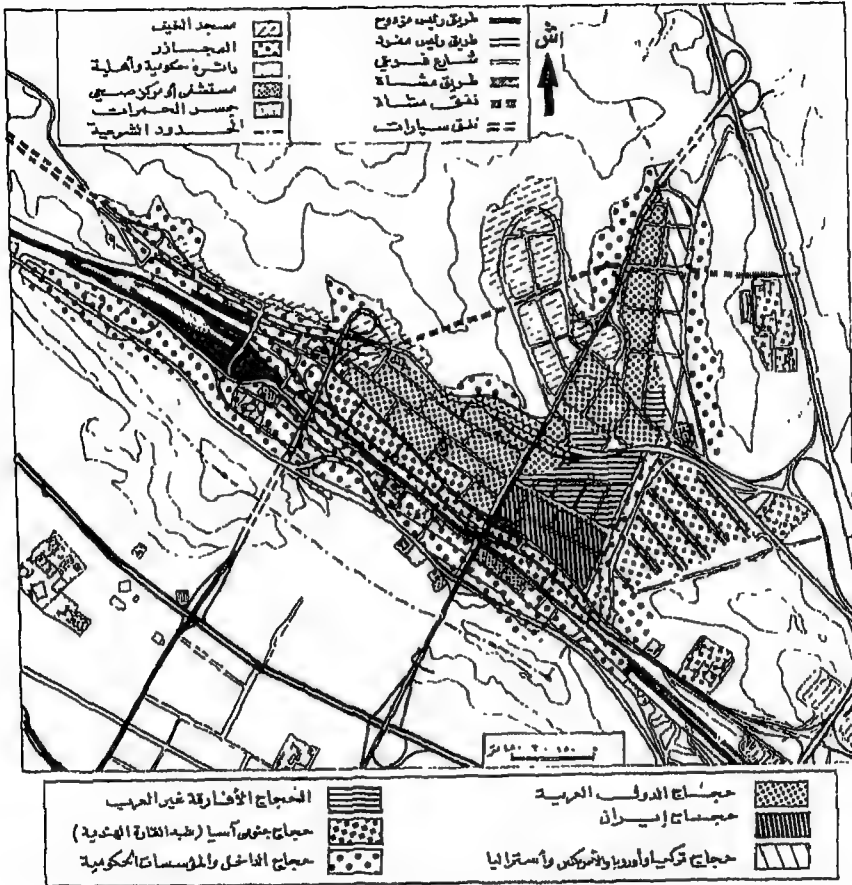 طريق رئيس مزدوج
طريق رئيس مفرد
شارع فرعي
طريق مشاة
نفق مشاة
نفق سيارات
مسجد الخيف
المجازر
دائرة حكومية وأهلية
مستشفى أو مركز صحي
جسر الجمرات
الحدود الشرعية
حجاج الدول العربية
حجاج إيران
حجاج تركيا وأوروبا والأمريكتين وأستراليا
الحجاج الأفارقة غير العرب
حجاج جنوبي آسيا (شبه القارة الهندية)
حجاج الداخل والمؤسسات الحكومية